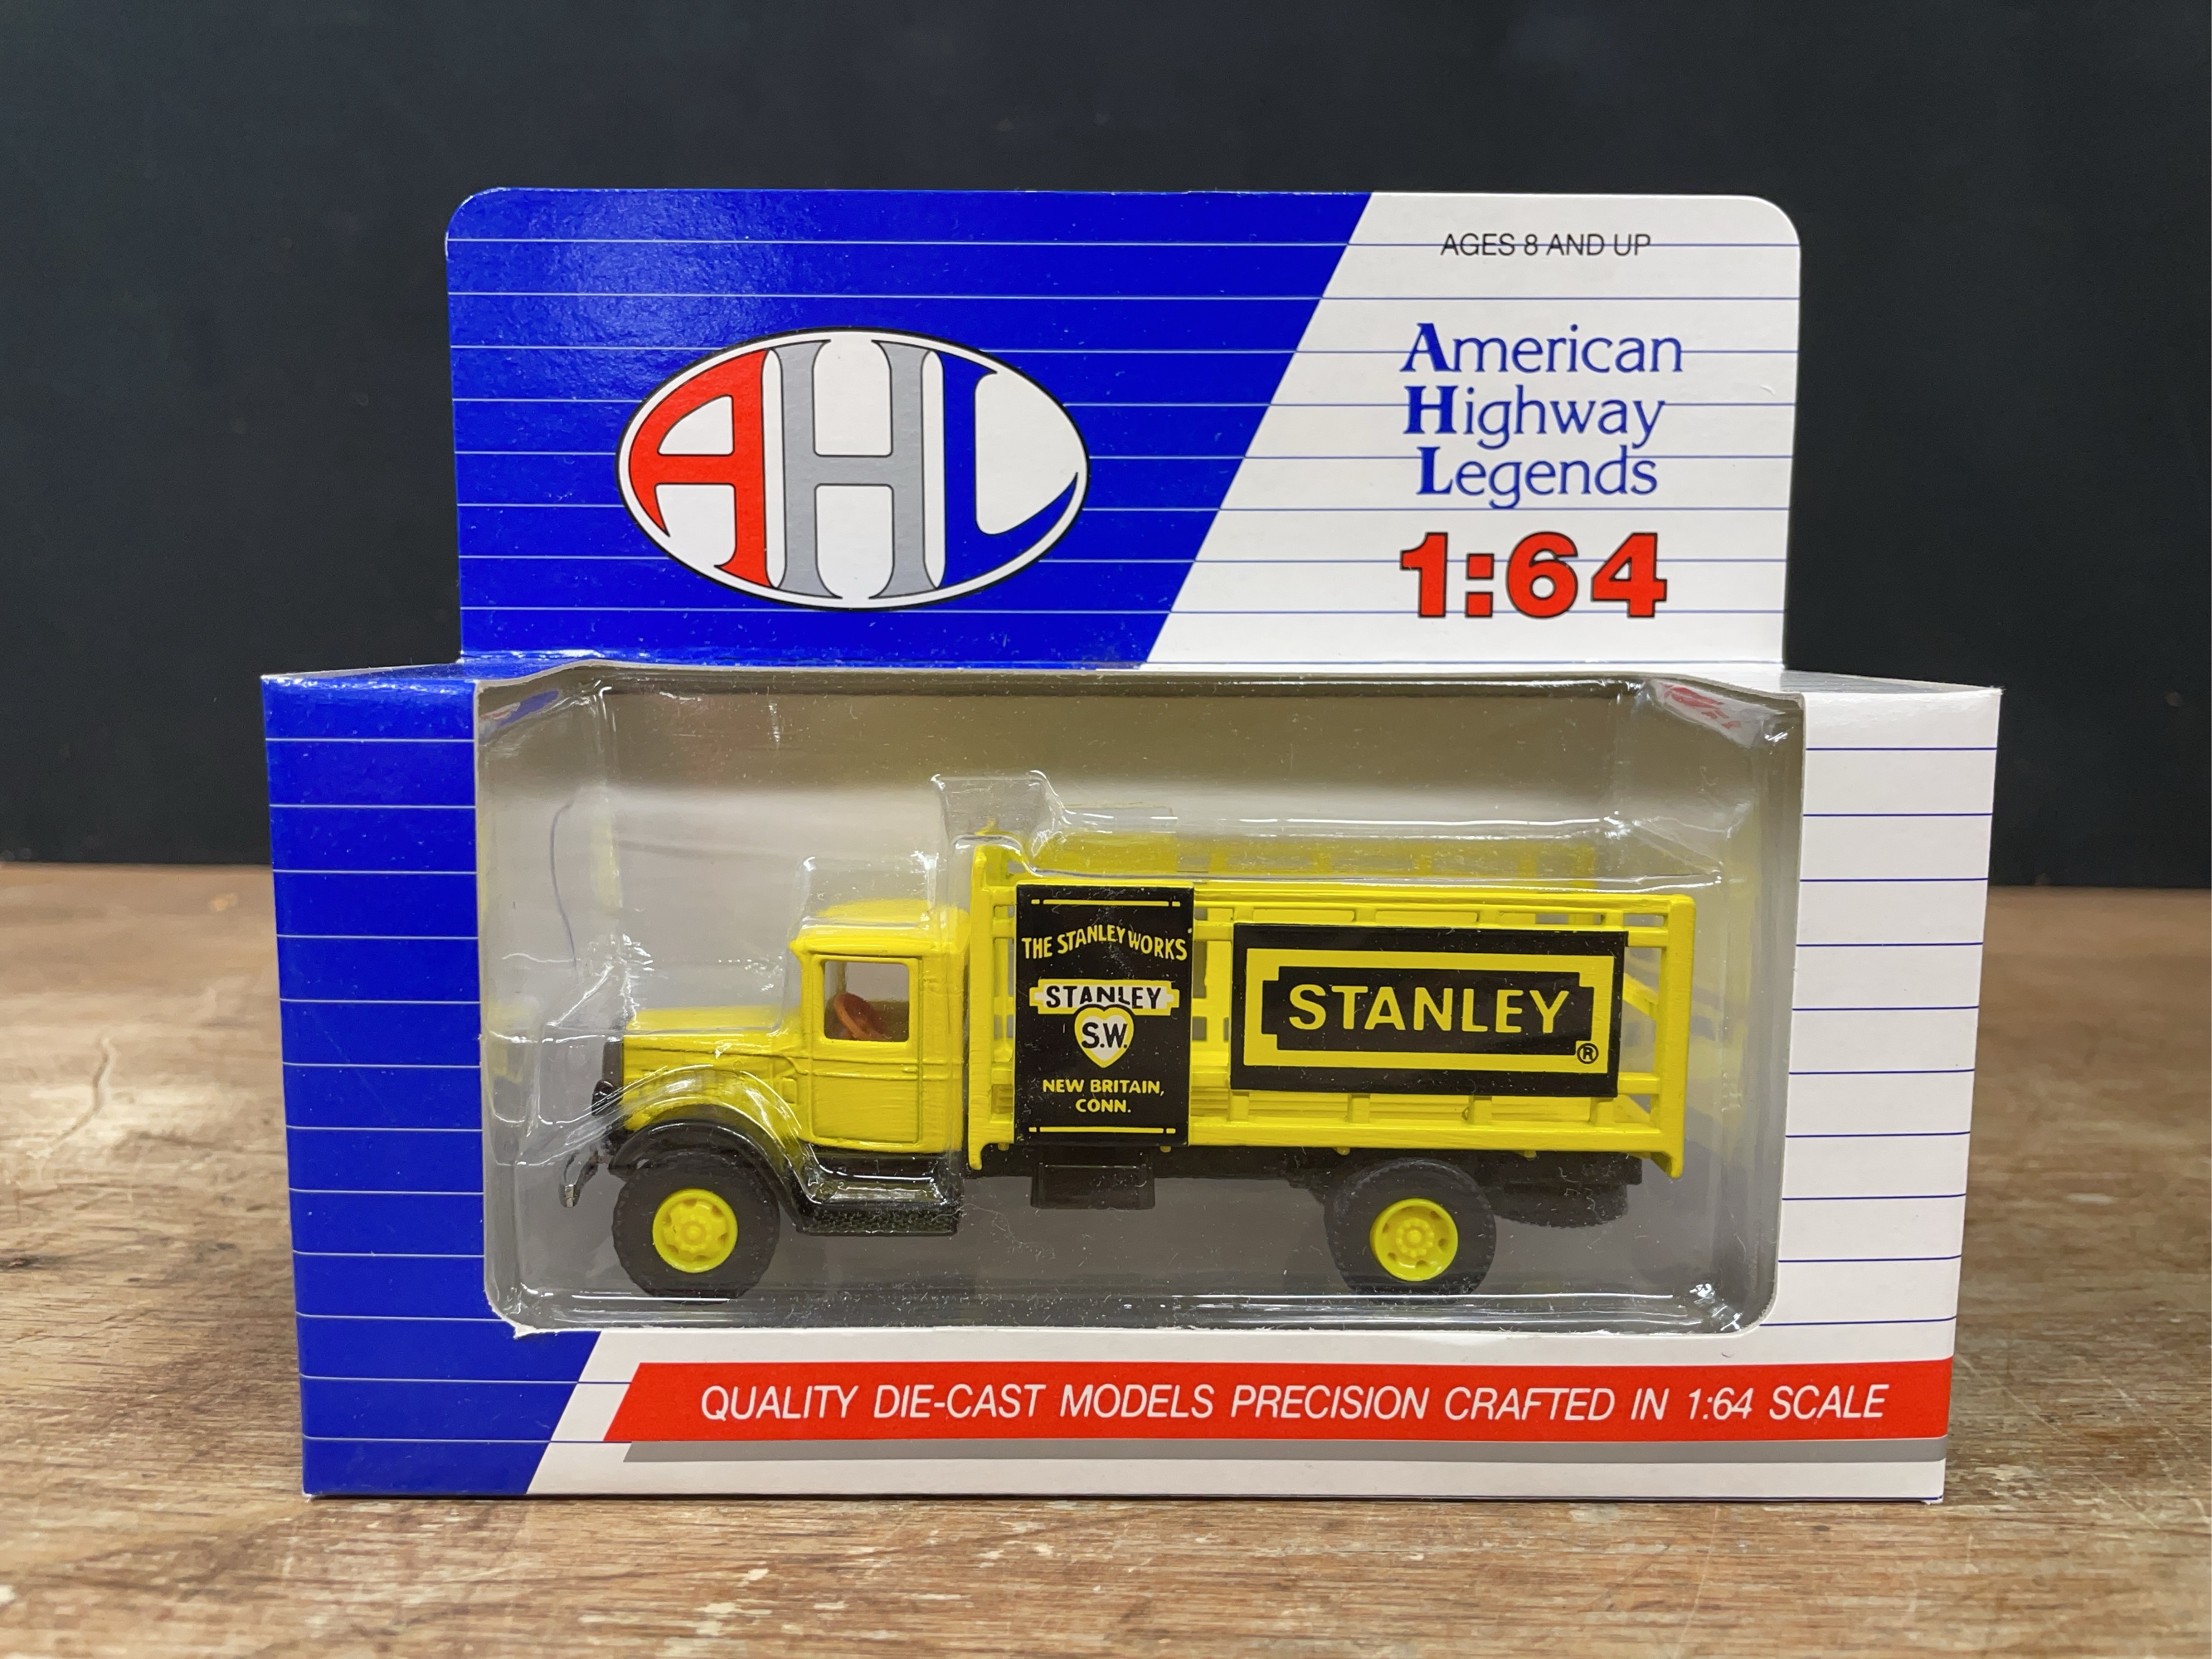 AGES 8 AND UP
AHL
American
Highway
Legends
1:64
THE STANLEY WORKS
STANLEY
S.W.
NEW BRITAIN,
CONN.
STANLEY
®
QUALITY DIE-CAST MODELS PRECISION CRAFTED IN 1:64 SCALE